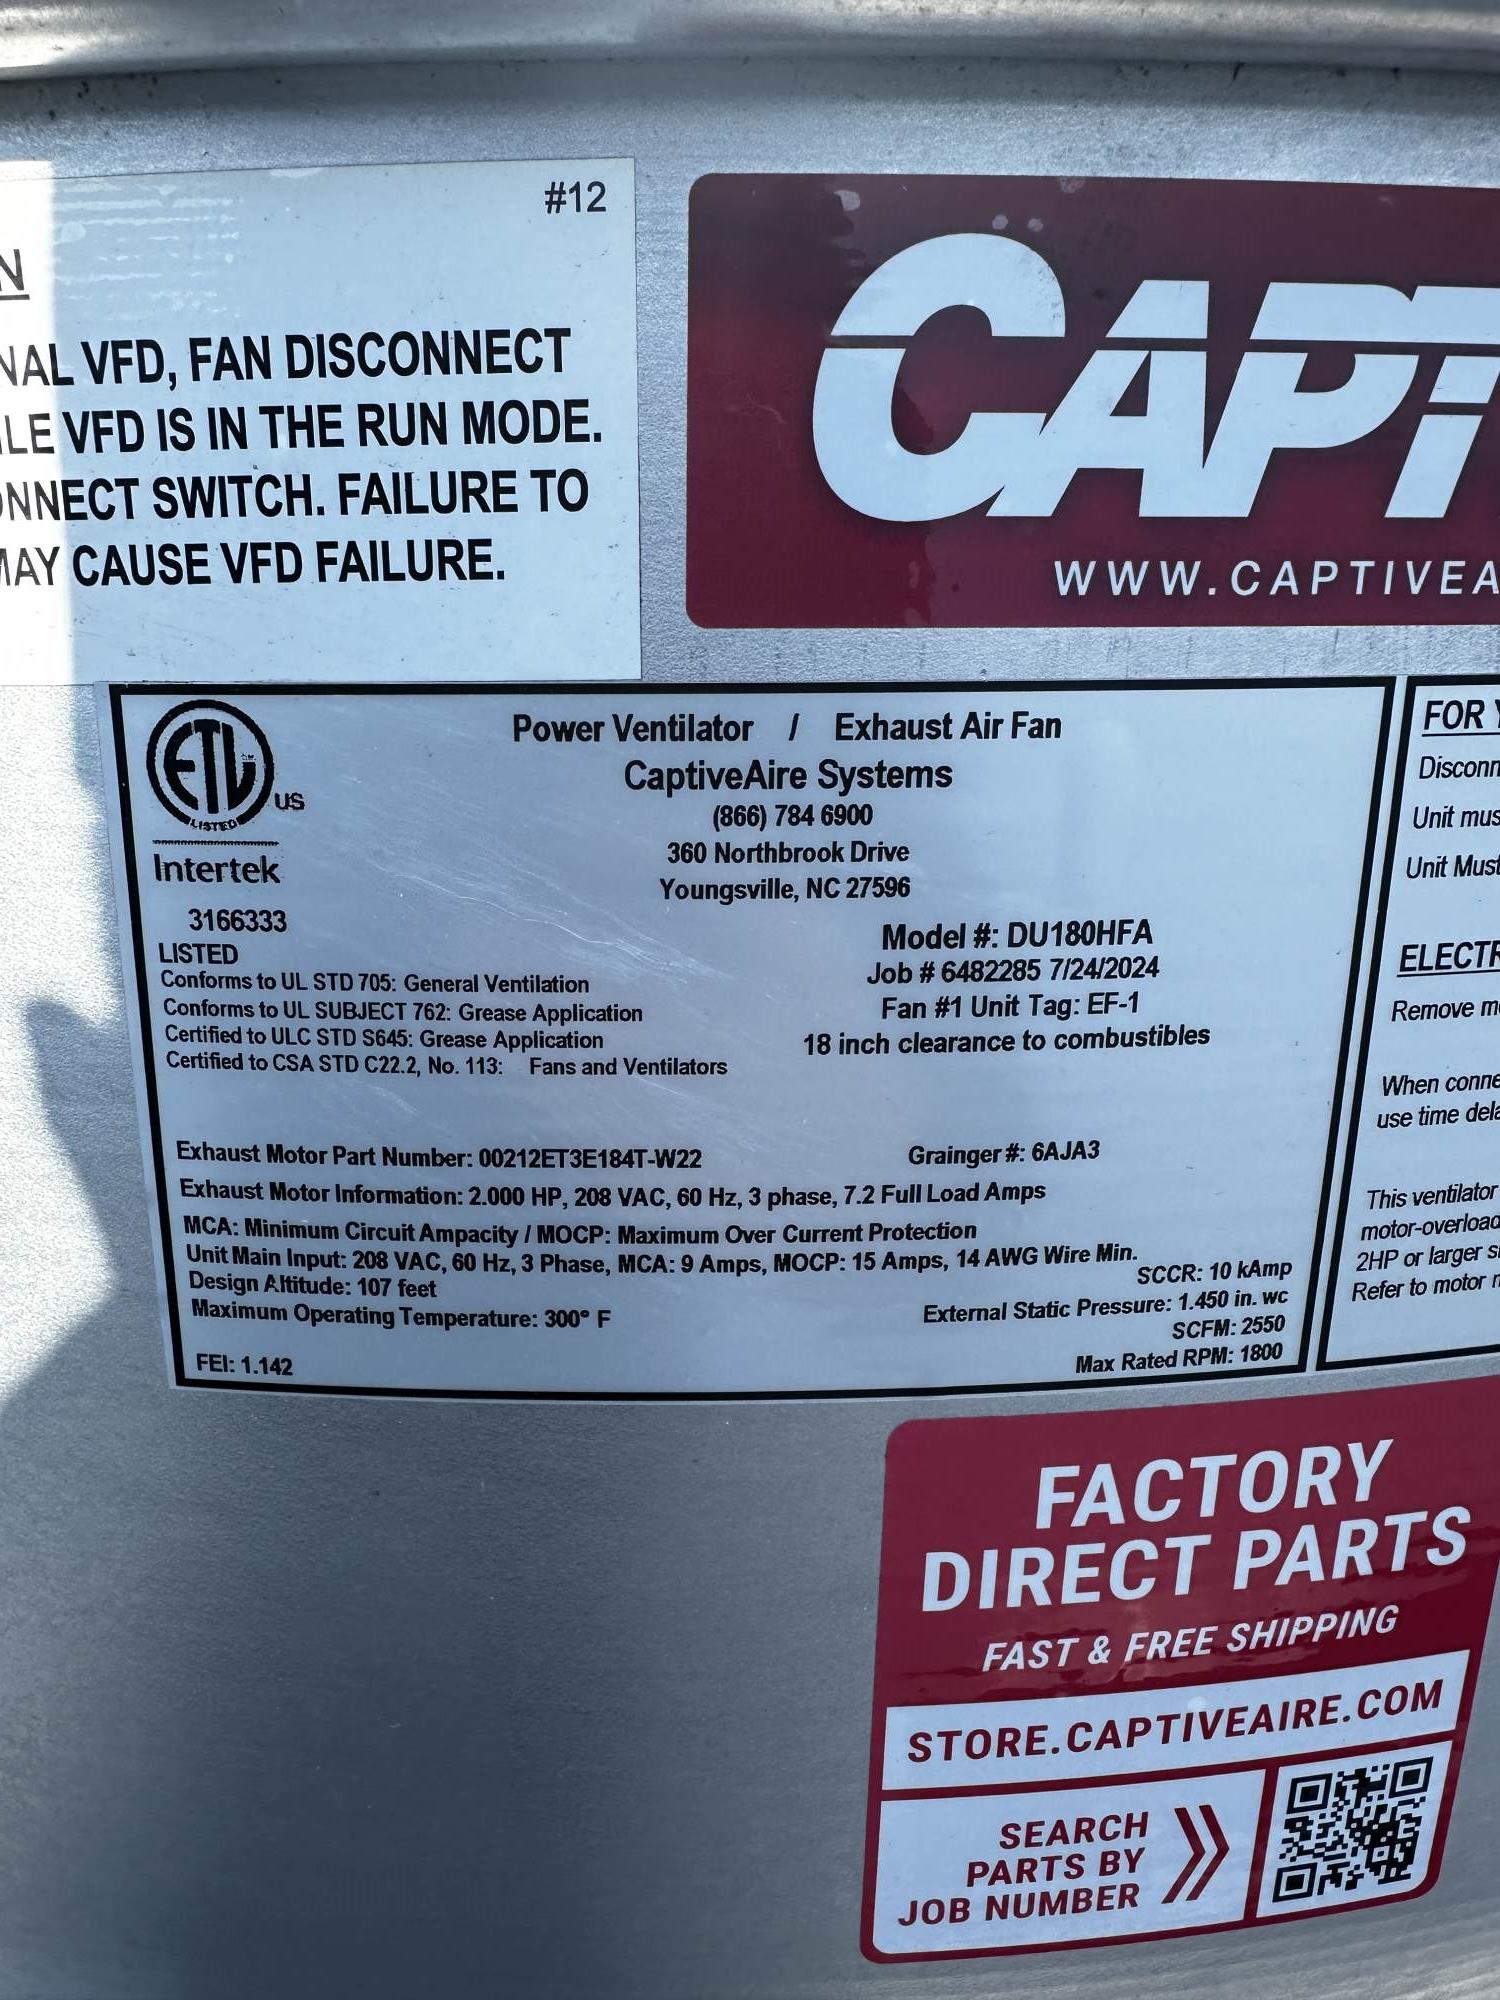 #12
N
NAL VFD, FAN DISCONNECT
ILE VFD IS IN THE RUN MODE.
ONNECT SWITCH. FAILURE TO
MAY CAUSE VFD FAILURE.
CAPTI
WWW.CAPTIVEA
ETL
US
LISTED
Intertek
3166333
LISTED
Conforms to UL STD 705: General Ventilation
Conforms to UL SUBJECT 762: Grease Application
Certified to ULC STD S645: Grease Application
Certified to CSA STD C22.2, No. 113: Fans and Ventilators
Power Ventilator / Exhaust Air Fan
CaptiveAire Systems
(866) 784 6900
360 Northbrook Drive
Youngsville, NC 27596
Model #: DU180HFA
Job # 6482285 7/24/2024
Fan #1 Unit Tag: EF-1
18 inch clearance to combustibles
Exhaust Motor Part Number: 00212ET3E184T-W22 Grainger #: 6AJA3
Exhaust Motor Information: 2.000 HP, 208 VAC, 60 Hz, 3 phase, 7.2 Full Load Amps
MCA: Minimum Circuit Ampacity / MOCP: Maximum Over Current Protection
Unit Main Input: 208 VAC, 60 Hz, 3 Phase, MCA: 9 Amps, MOCP: 15 Amps, 14 AWG Wire Min.
SCCR: 10 kAmp
Design Altitude: 107 feet
External Static Pressure: 1.450 in. wc
Maximum Operating Temperature: 300° F
SCFM: 2550
FEI: 1.142
Max Rated RPM: 1800
FOR Y
Disconn
Unit mus
Unit Must
ELECTR
Remove m
When conne
use time dela
This ventilator
motor-overload
2HP or larger s
Refer to motor n
FACTORY
DIRECT PARTS
FAST & FREE SHIPPING
STORE.CAPTIVEAIRE.COM
SEARCH
PARTS BY
JOB NUMBER